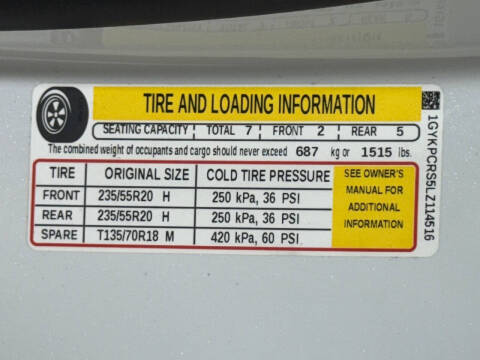 TIRE AND LOADING INFORMATION
SEATING CAPACITY TOTAL 7 FRONT 2 REAR 5
The combined weight of occupants and cargo should never exceed 687 kg or 1515 lbs.
TIRE ORIGINAL SIZE COLD TIRE PRESSURE
FRONT 235/55R20 H 250 kPa, 36 PSI
REAR 235/55R20 H 250 kPa, 36 PSI
SPARE T135/70R18 M 420 kPa, 60 PSI
SEE OWNER'S
MANUAL FOR
ADDITIONAL
INFORMATION
1GYKPCRS5LZ114516